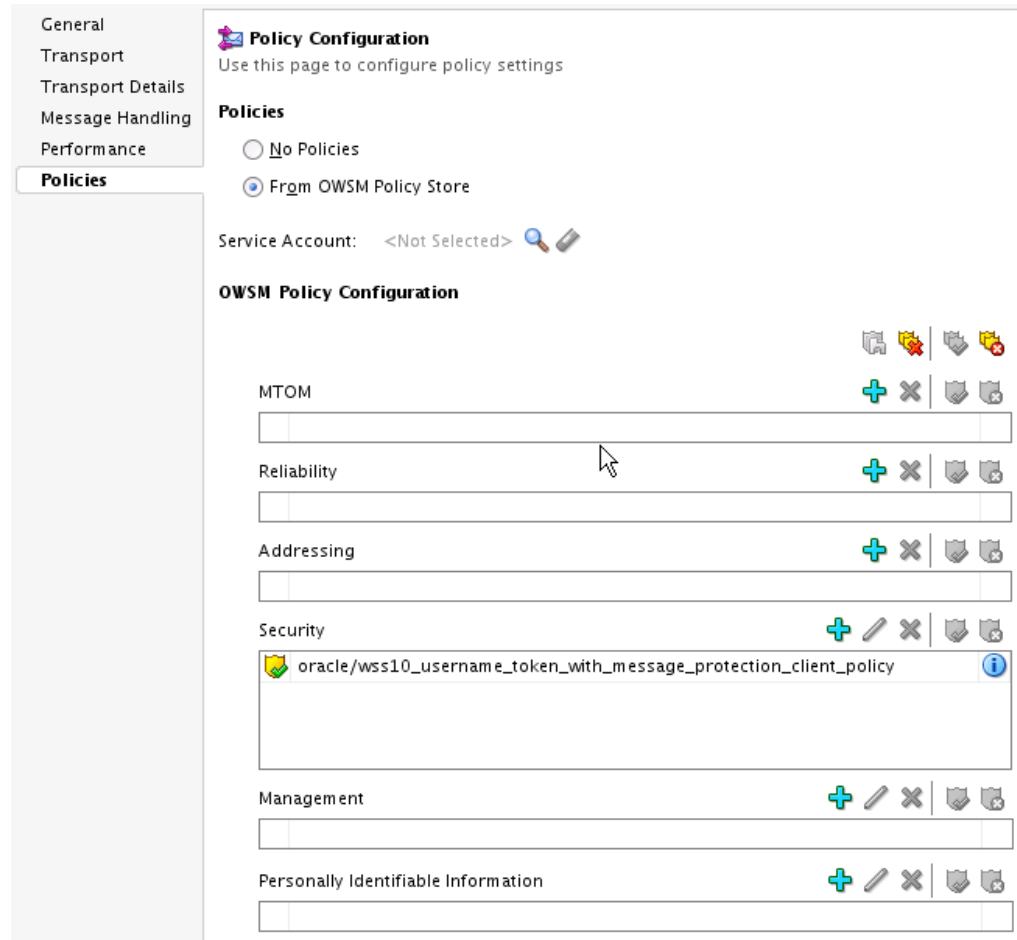 General
Transport
Transport Details
Message Handling
Performance
Policies
Policy Configuration
Use this page to configure policy settings
Policies
No Policies
From OWSM Policy Store
Service Account: <Not Selected>
OWSM Policy Configuration
MTOM
Reliability
Addressing
Security
oracle/wss10_username_token_with_message_protection_client_policy
Management
Personally Identifiable Information